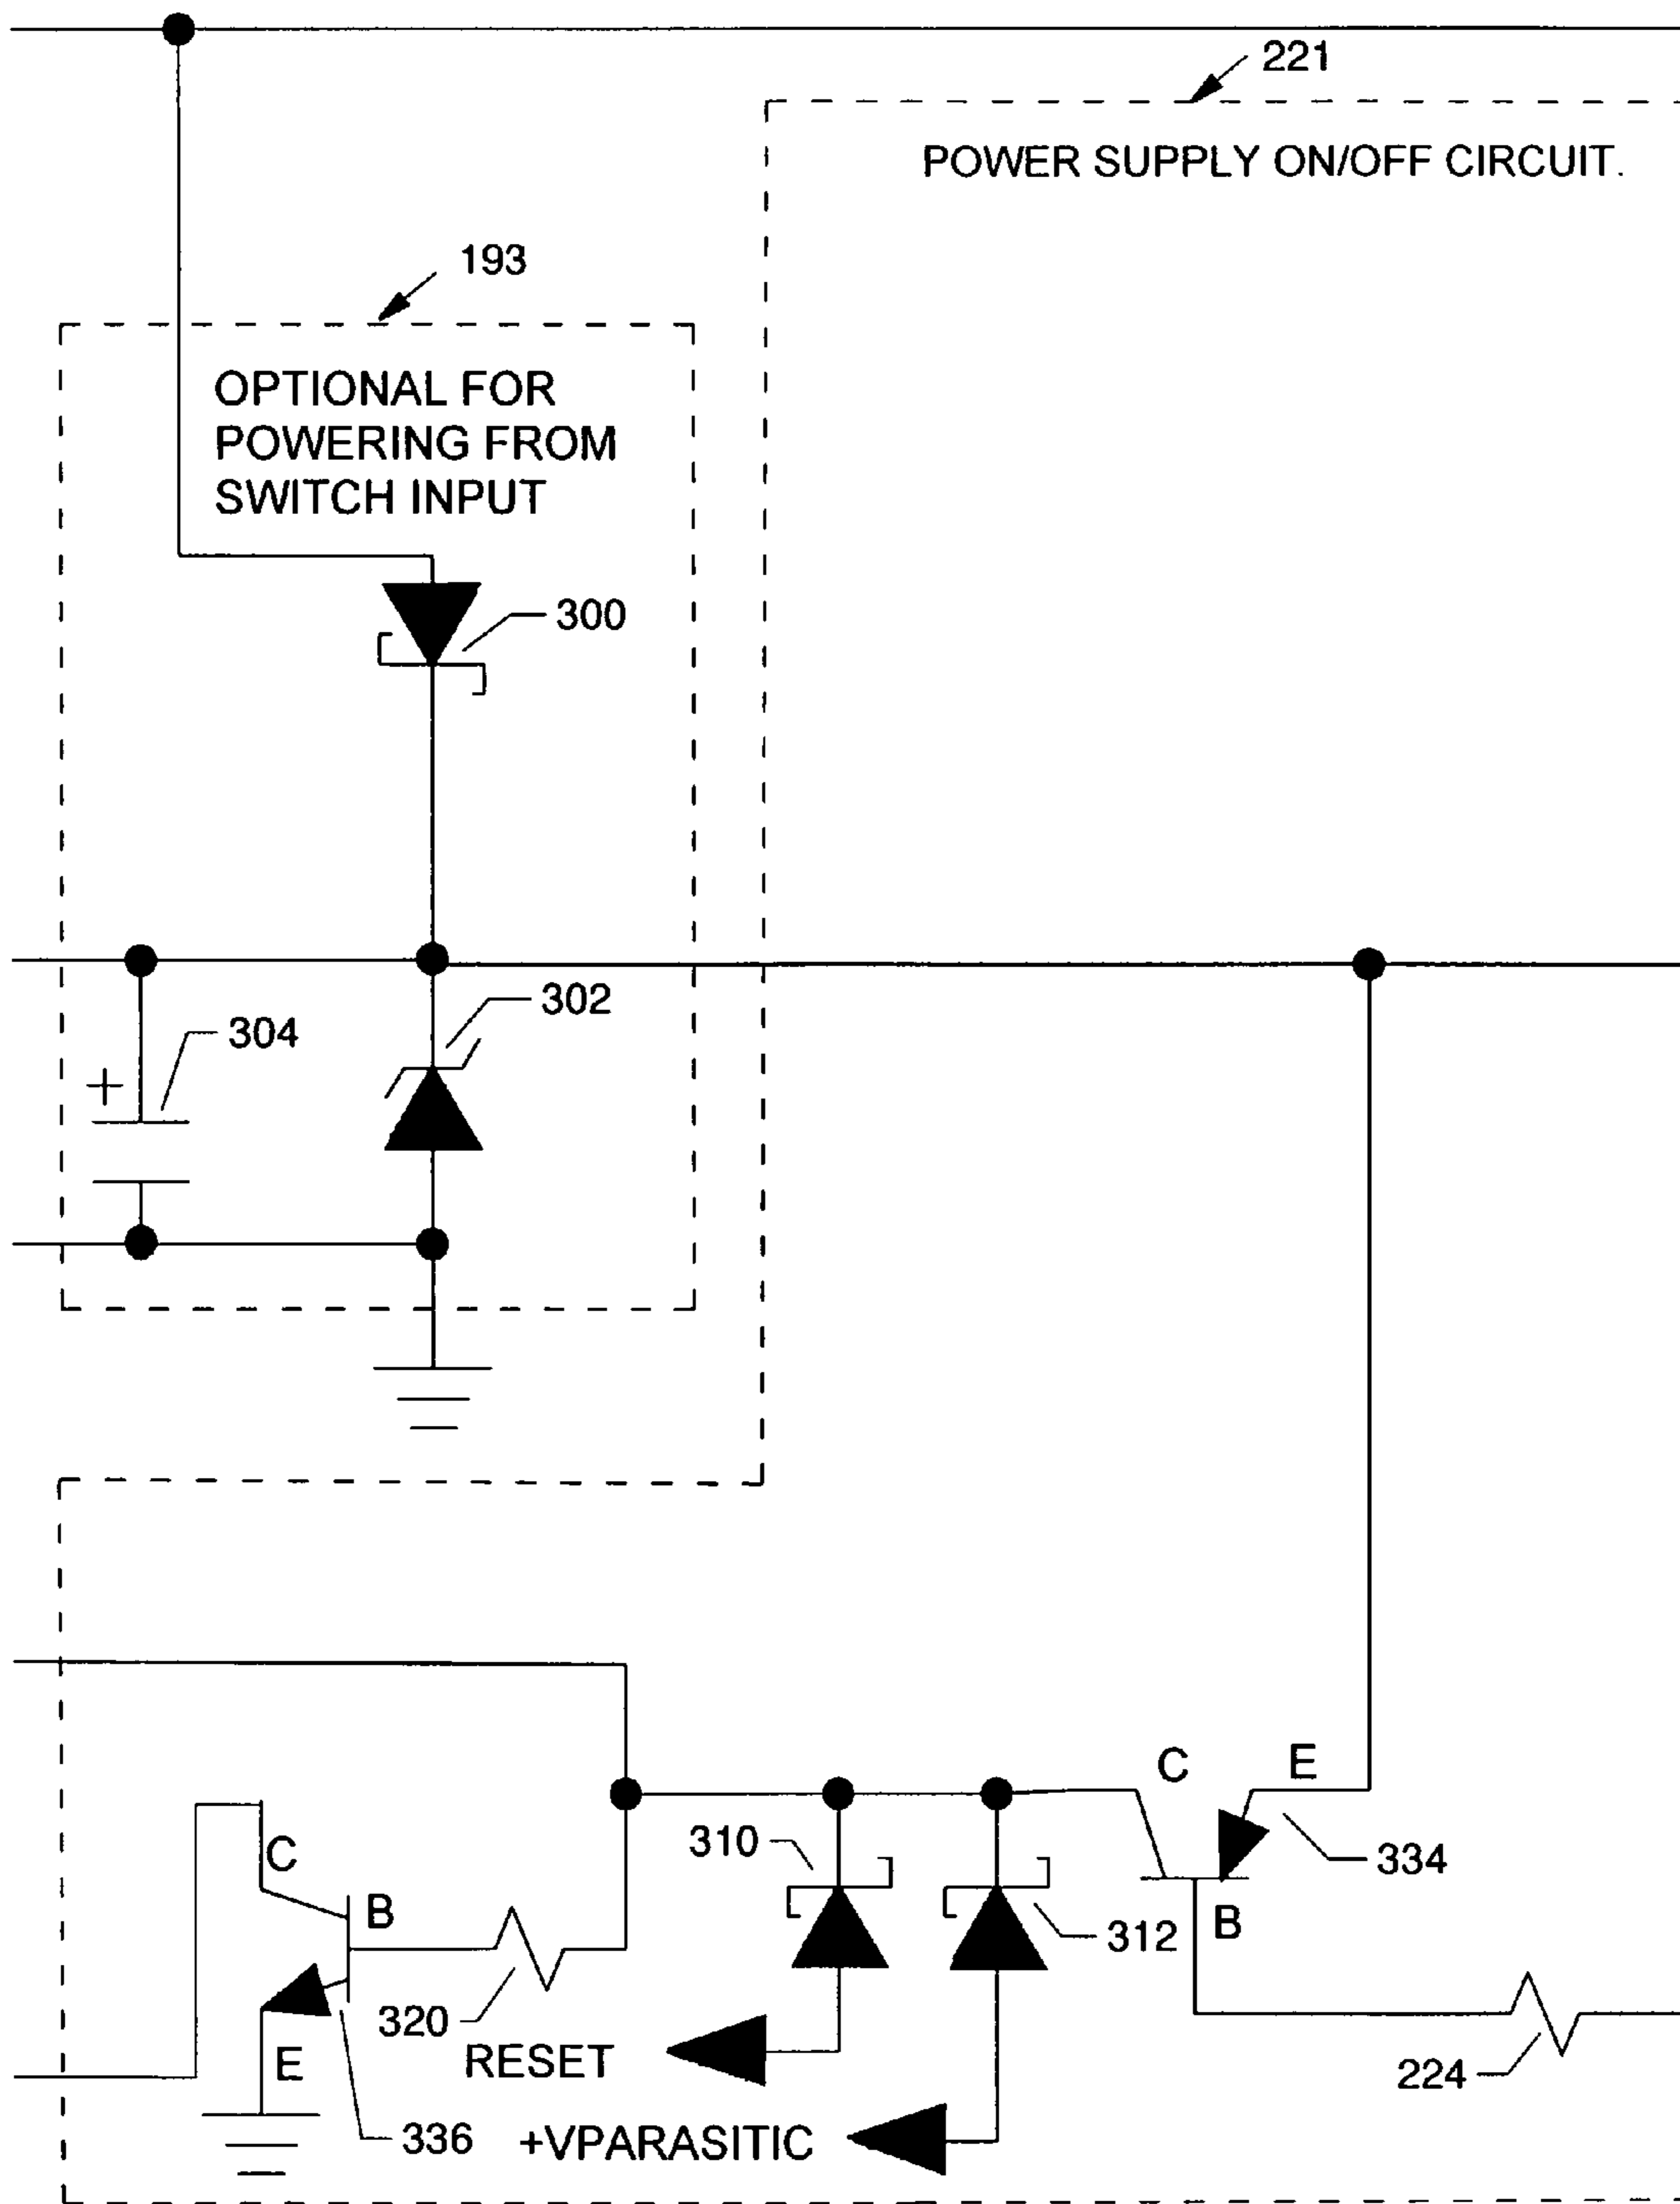 221
POWER SUPPLY ON/OFF CIRCUIT.
193
OPTIONAL FOR
POWERING FROM
SWITCH INPUT
300
302
304
+
C
E
310
334
C
B
312
B
320
RESET
E
224
336
+VPARASITIC